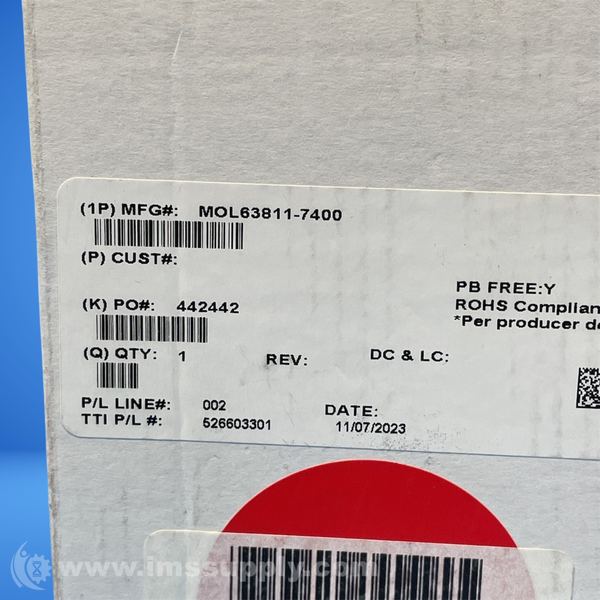 (1P) MFG#: MOL63811-7400
(P) CUST#:
PB FREE:Y
(K) PO#: 442442
ROHS Complian
*Per producer de
(Q) QTY: 1 REV: DC & LC:
P/L LINE#: 002 DATE:
TTI P/L #: 526603301 11/07/2023
www.imssupply.com